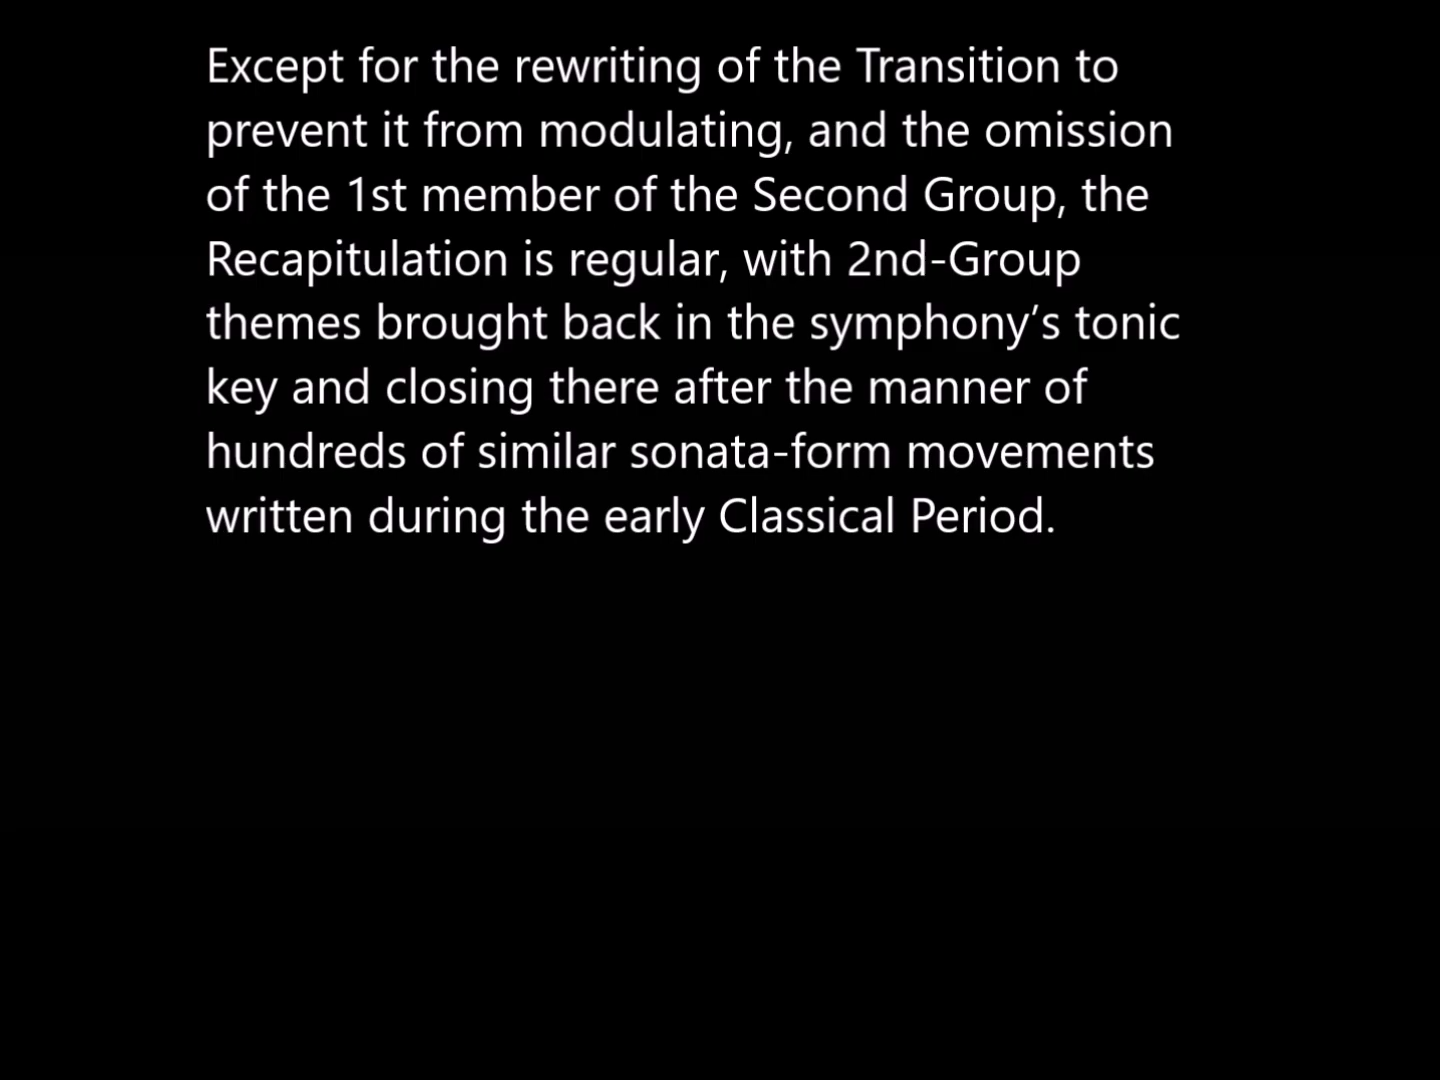 Except for the rewriting of the Transition to
prevent it from modulating, and the omission
of the 1st member of the Second Group, the
Recapitulation is regular, with 2nd-Group
themes brought back in the symphony’s tonic
key and closing there after the manner of
hundreds of similar sonata-form movements
written during the early Classical Period.